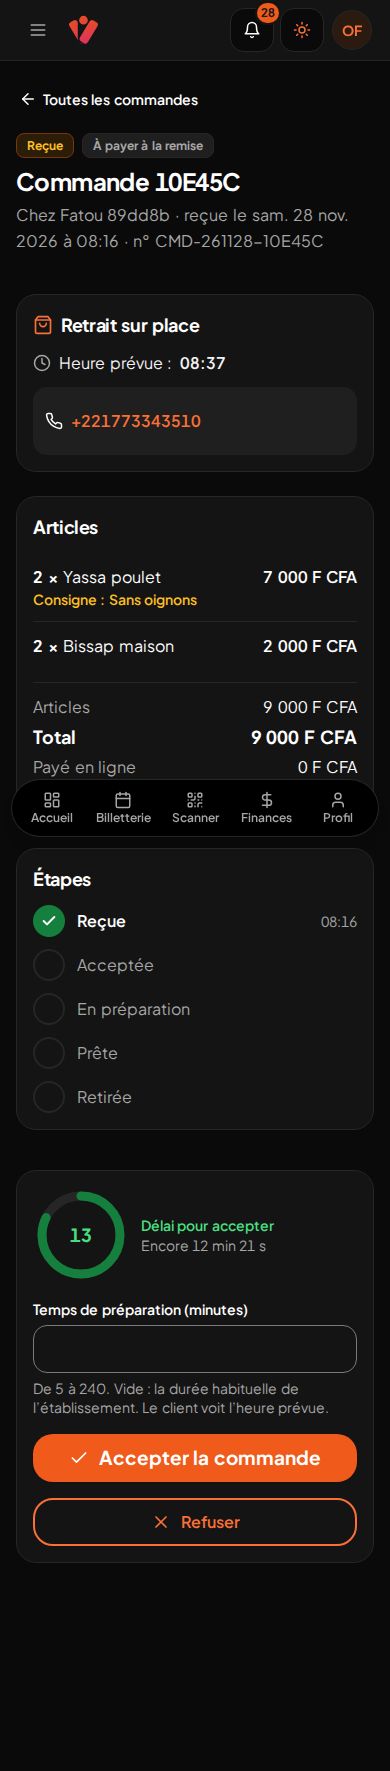 28
OF
Toutes les commandes
Reçue
À payer à la remise
Commande 10E45C
Chez Fatou 89dd8b · reçue le sam. 28 nov.
2026 à 08:16 · n° CMD-261128-10E45C
Retrait sur place
Heure prévue : 08:37
+221773343510
Articles
2 × Yassa poulet 7 000 F CFA
Consigne : Sans oignons
2 × Bissap maison 2 000 F CFA
Articles 9 000 F CFA
Total 9 000 F CFA
Payé en ligne 0 F CFA
Accueil Billetterie Scanner Finances Profil
Étapes
Reçue 08:16
Acceptée
En préparation
Prête
Retirée
13
Délai pour accepter
Encore 12 min 21 s
Temps de préparation (minutes)
De 5 à 240. Vide : la durée habituelle de
l'établissement. Le client voit l'heure prévue.
Accepter la commande
Refuser